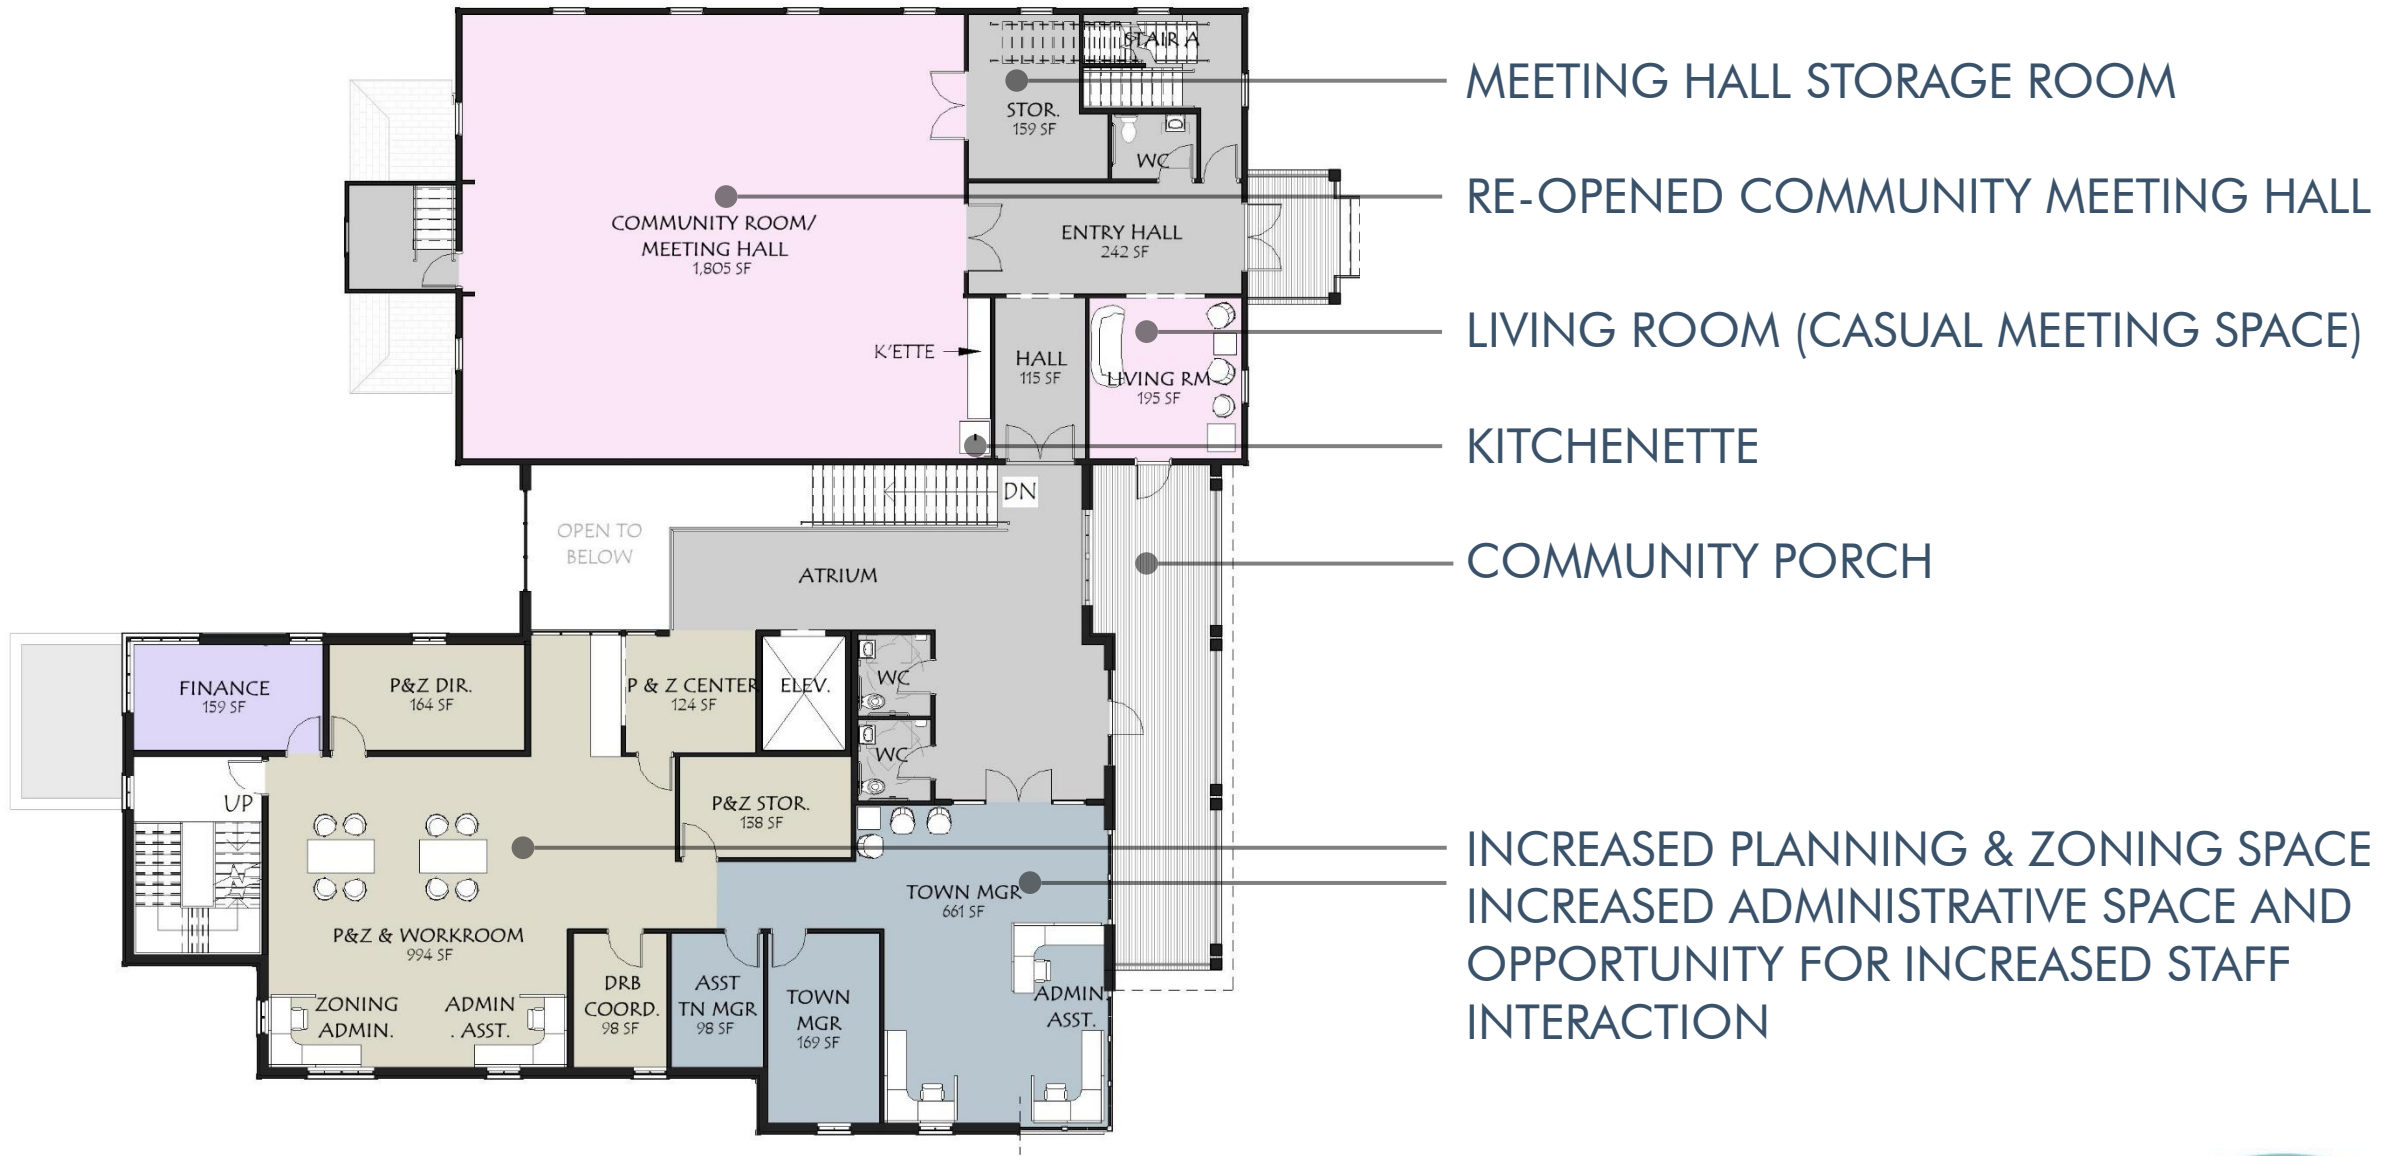 STAIR A
MEETING HALL STORAGE ROOM
STOR.
159 SF
WC
RE-OPENED COMMUNITY MEETING HALL
COMMUNITY ROOM/
MEETING HALL
1,805 SF
ENTRY HALL
242 SF
LIVING ROOM (CASUAL MEETING SPACE)
K'ETTE
HALL
115 SF
LIVING RM
195 SF
KITCHENETTE
DN
OPEN TO
BELOW
ATRIUM
COMMUNITY PORCH
FINANCE
159 SF
P&Z DIR.
164 SF
P & Z CENTER
124 SF
ELEV.
WC
WC
UP
P&Z STOR.
138 SF
INCREASED PLANNING & ZONING SPACE
INCREASED ADMINISTRATIVE SPACE AND
OPPORTUNITY FOR INCREASED STAFF
INTERACTION
TOWN MGR
661 SF
P&Z & WORKROOM
994 SF
ZONING
ADMIN.
ADMIN
. ASST.
DRB
COORD.
98 SF
ASST
TN MGR
98 SF
TOWN
MGR
169 SF
ADMIN.
ASST.